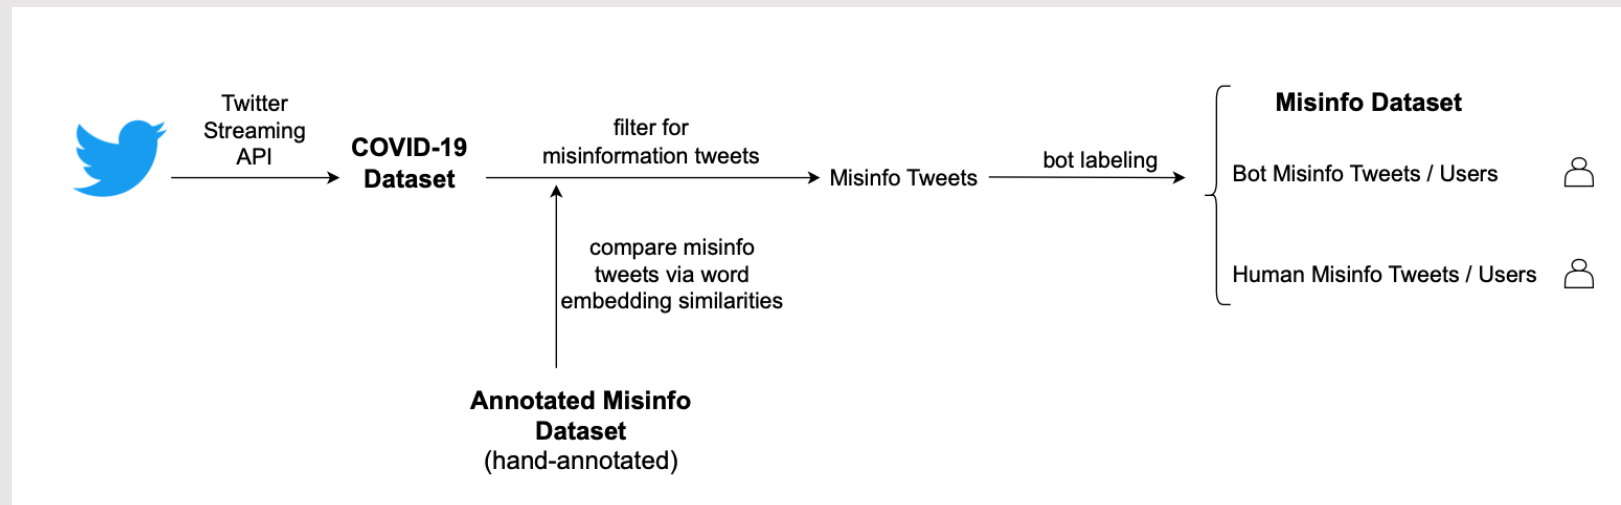 Twitter
Streaming
API
COVID-19
Dataset
filter for
misinformation tweets
compare misinfo
tweets via word
embedding similarities
Annotated Misinfo
Dataset
(hand-annotated)
Misinfo Tweets
bot labeling
Misinfo Dataset
Bot Misinfo Tweets / Users
Human Misinfo Tweets / Users